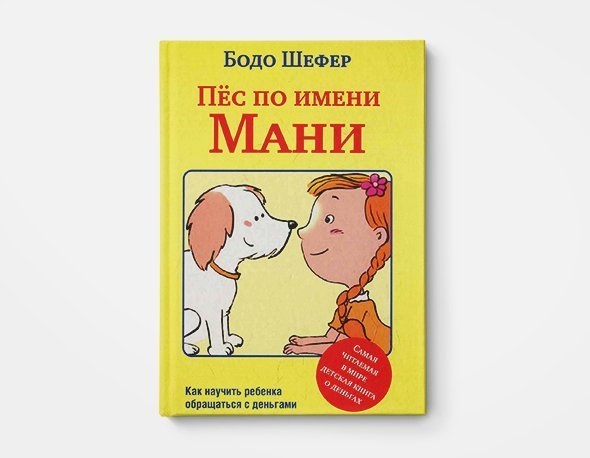 Бодо Шефер
Пёс по имени
Мани
Самая
читаемая
в мире
детская книга
о деньгах
Как научить ребенка
обращаться с деньгами